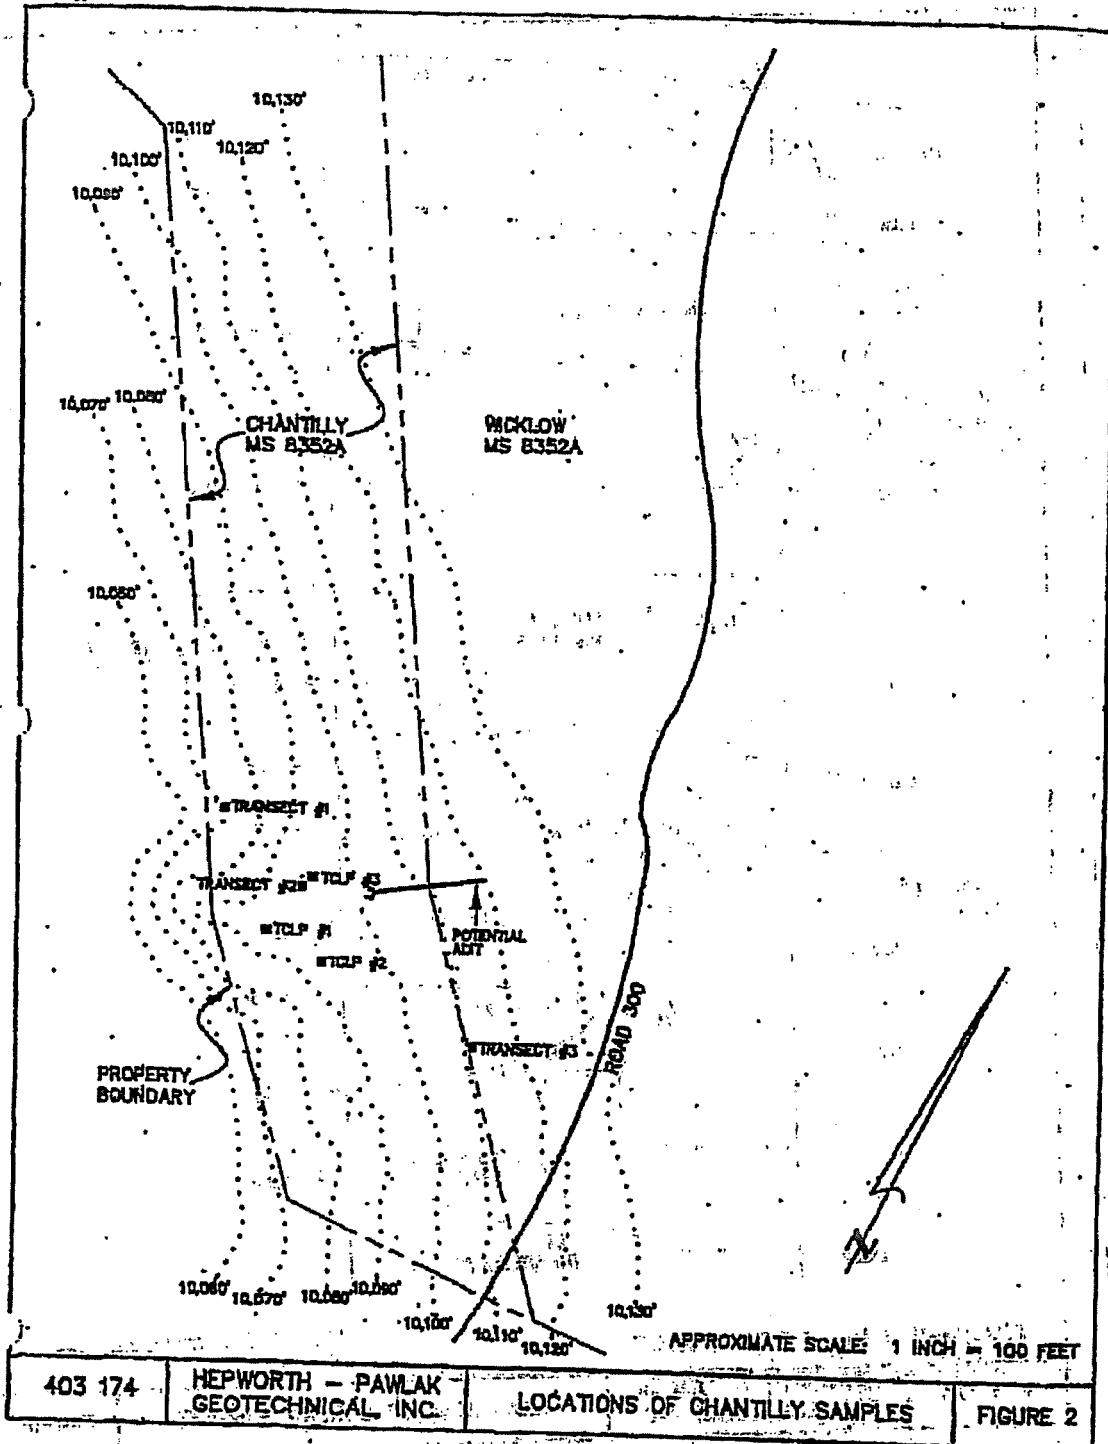 10,130'
10,110'
10,120'
10,100'
10,090'
10,070' 10,080'
CHANTILLY
MS 8352A
WICKLOW
MS 8352A
10,060'
TRANSECT #1
TRANSECT #2
TCLP #3
TCLP #1
TCLP #2
POTENTIAL
ADIT
TRANSECT #3
ROAD 300
PROPERTY
BOUNDARY
N
10,060'
10,070'
10,080'
10,090'
10,100'
10,110'
10,120'
10,130'
APPROXIMATE SCALE: 1 INCH = 100 FEET
403 174
HEPWORTH - PAWLAK
GEOTECHNICAL, INC.
LOCATIONS OF CHANTILLY SAMPLES
FIGURE 2